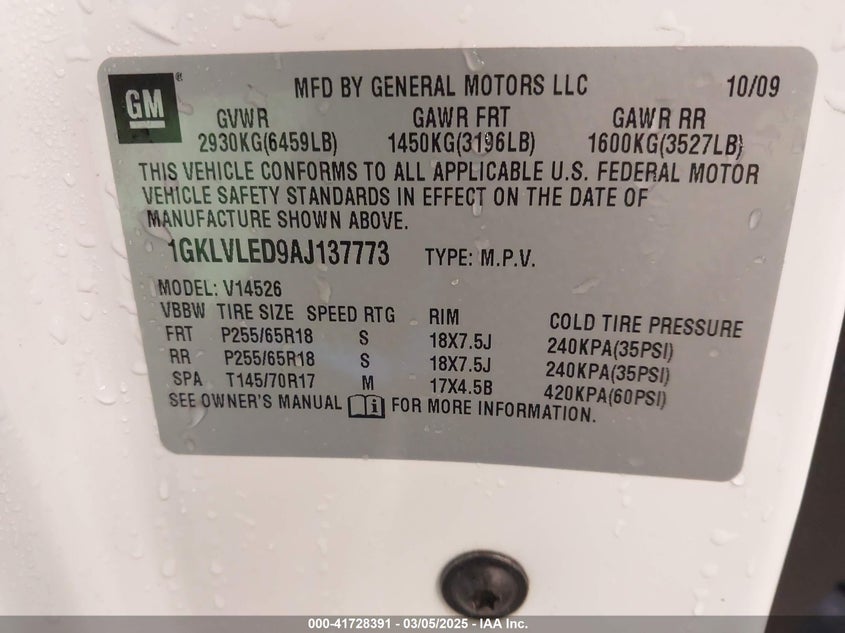 GM ®
MFD BY GENERAL MOTORS LLC 10/09
GVWR GAWR FRT GAWR RR
2930KG(6459LB) 1450KG(3196LB) 1600KG(3527LB)
THIS VEHICLE CONFORMS TO ALL APPLICABLE U.S. FEDERAL MOTOR
VEHICLE SAFETY STANDARDS IN EFFECT ON THE DATE OF
MANUFACTURE SHOWN ABOVE.
1GKLVLED9AJ137773 TYPE: M.P.V.
MODEL: V14526
VBBW TIRE SIZE SPEED RTG RIM COLD TIRE PRESSURE
FRT P255/65R18 S 18X7.5J 240KPA(35PSI)
RR P255/65R18 S 18X7.5J 240KPA(35PSI)
SPA T145/70R17 M 17X4.5B 420KPA(60PSI)
SEE OWNER'S MANUAL FOR MORE INFORMATION.
000-41728391 — 03/05/2025 — IAA Inc.